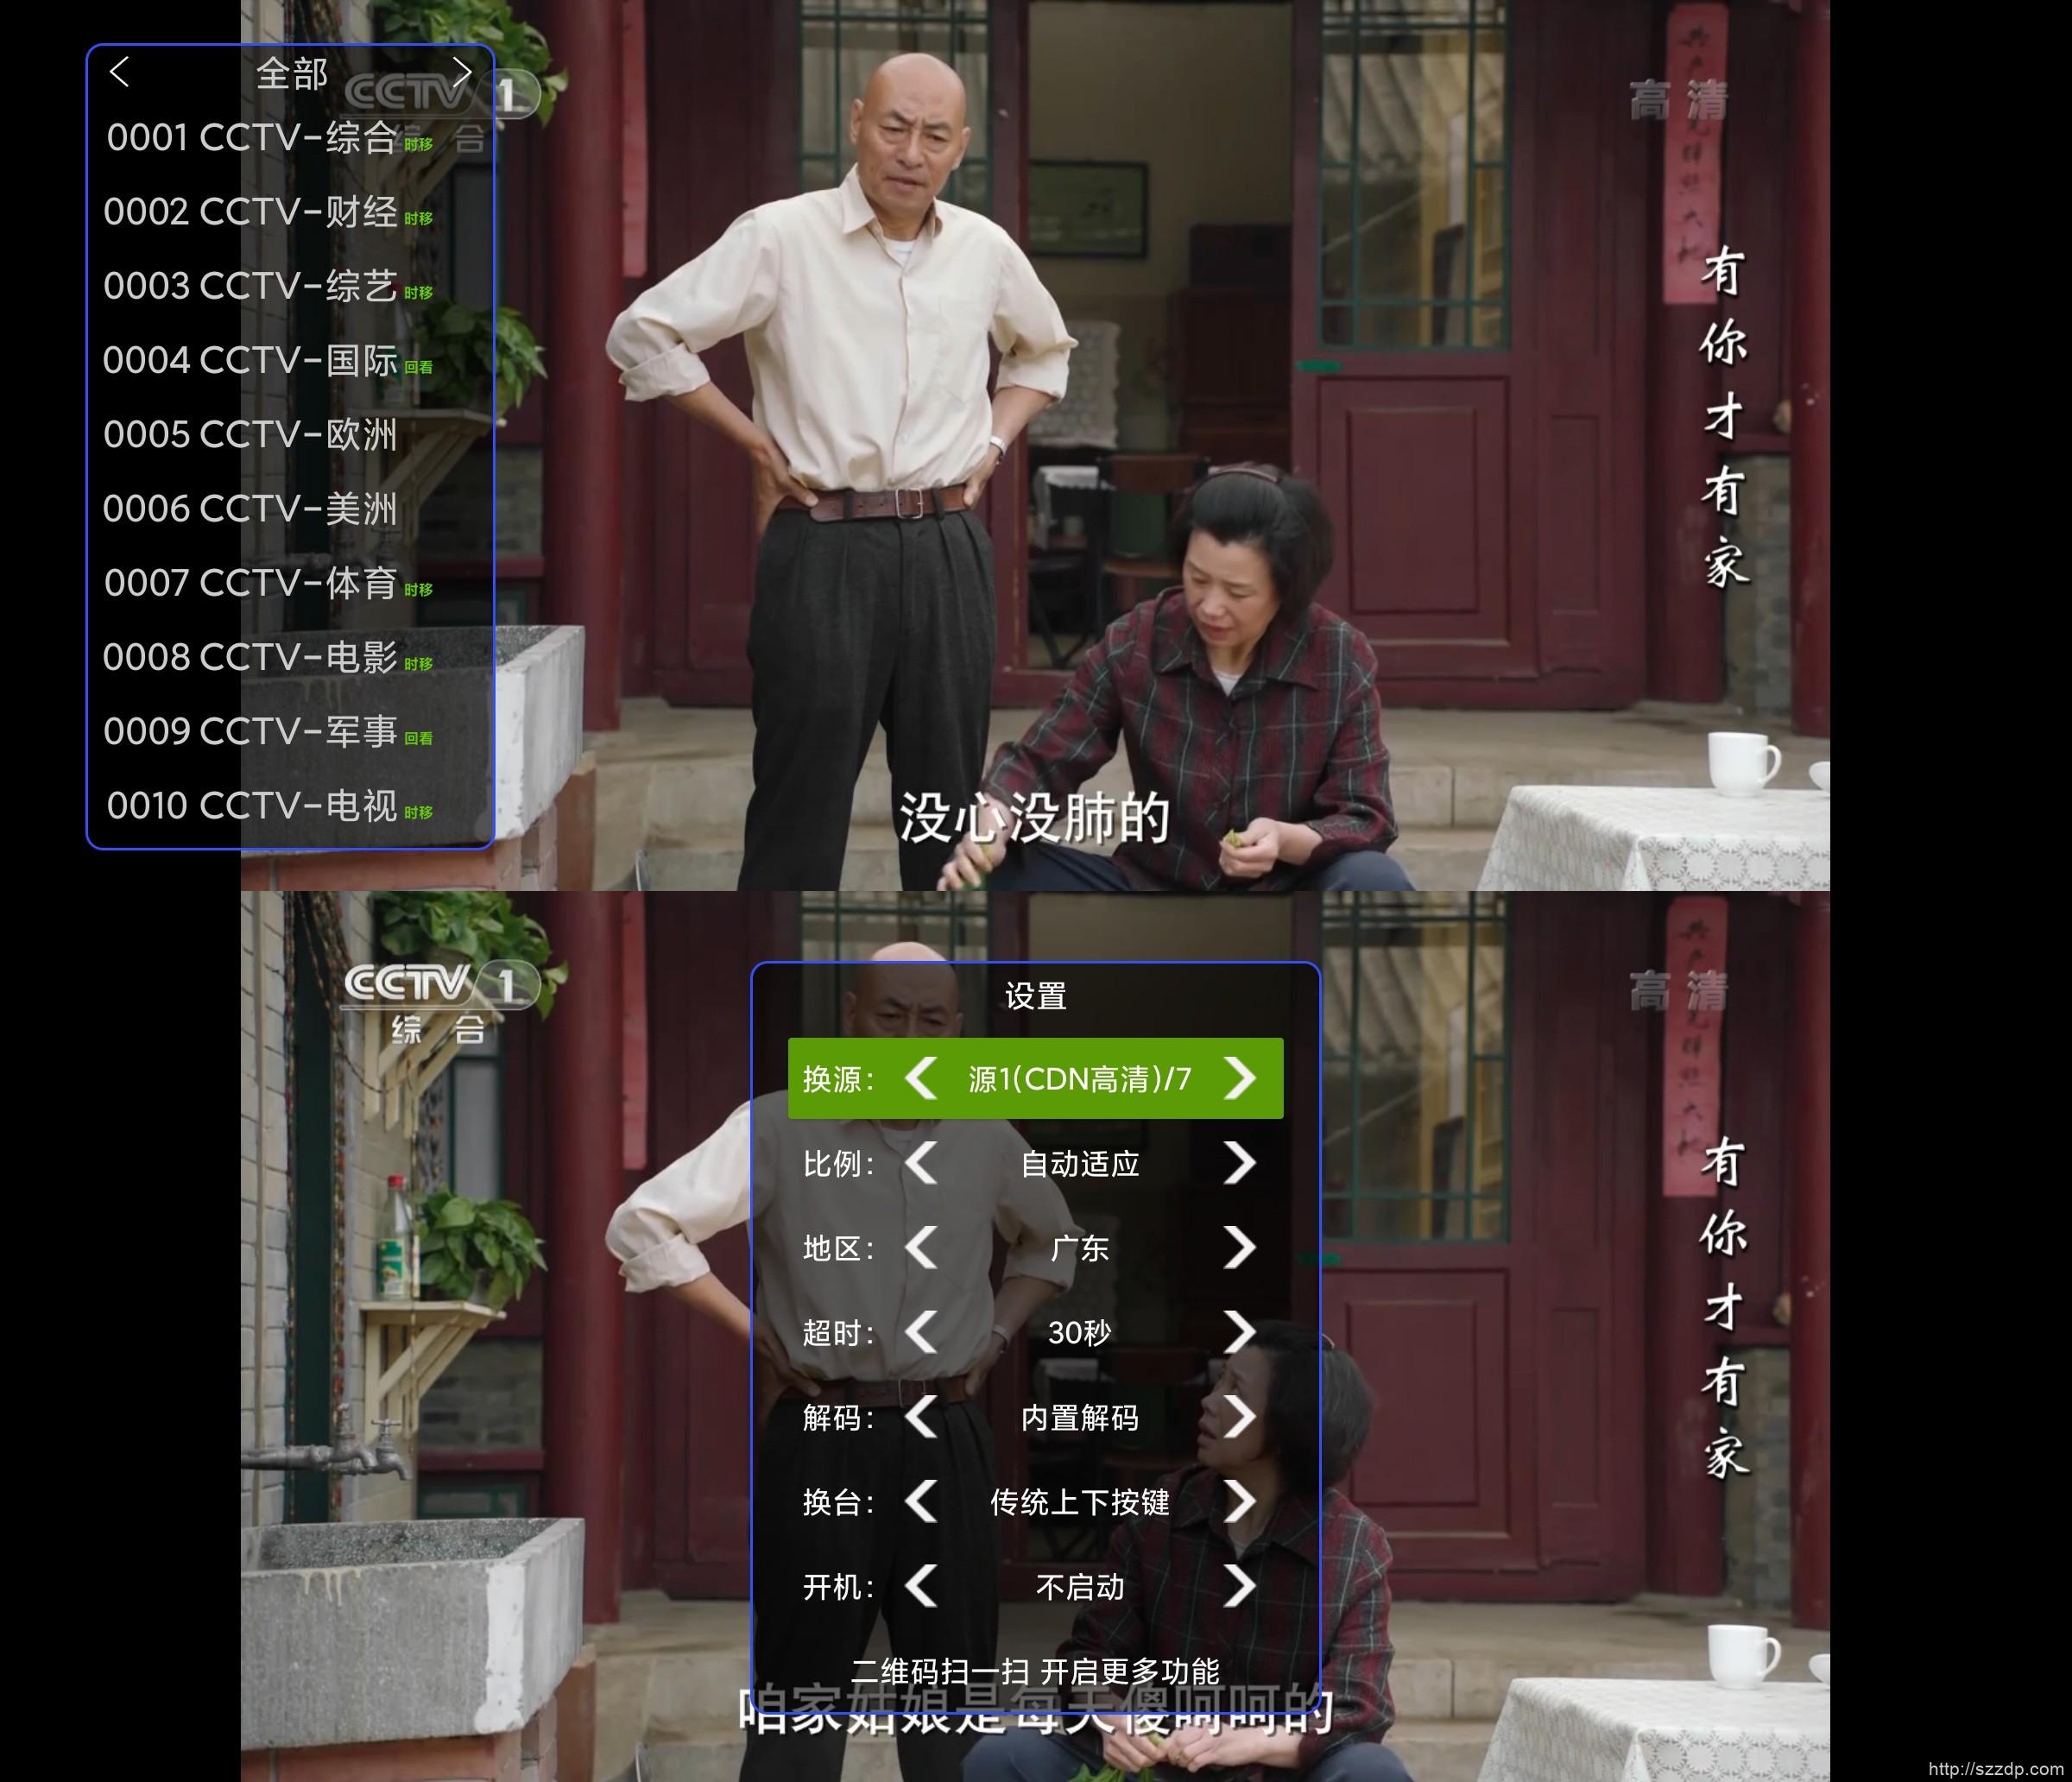 全部
CCTV 1
综 合
高清
0001 CCTV-综合 时移
0002 CCTV-财经 时移
0003 CCTV-综艺 时移
0004 CCTV-国际 回看
0005 CCTV-欧洲
0006 CCTV-美洲
0007 CCTV-体育 时移
0008 CCTV-电影 时移
0009 CCTV-军事 回看
0010 CCTV-电视 时移
有你才有家
没心没肺的
CCTV 1
综 合
高清
设置
换源： 源1(CDN高清)/7
比例： 自动适应
地区： 广东
超时： 30秒
解码： 内置解码
换台： 传统上下按键
开机： 不启动
二维码扫一扫 开启更多功能
有你才有家
咱家姑娘是每天傻呵呵的
http://szzdp.com